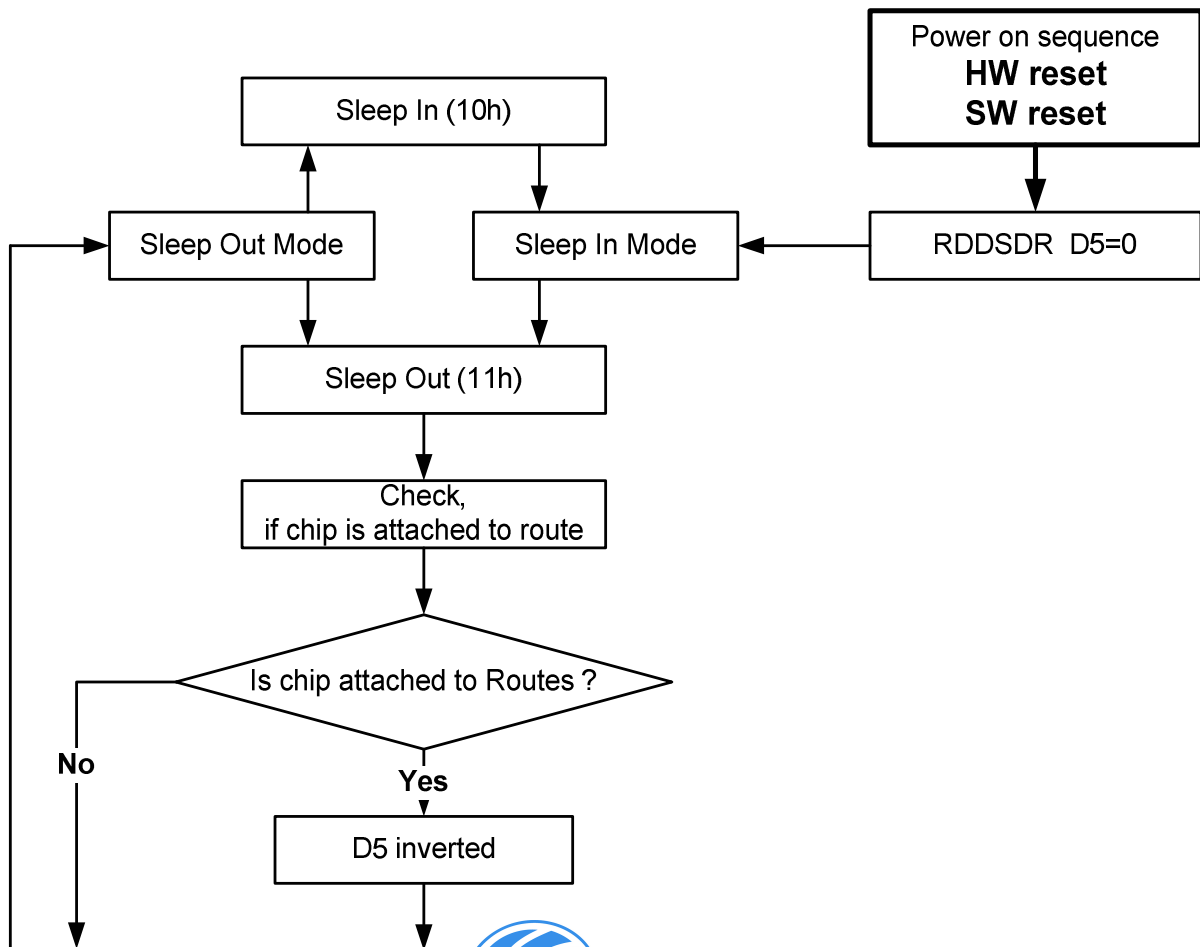 Power on sequence
HW reset
SW reset
Sleep In (10h)
Sleep Out Mode
Sleep In Mode
RDDSDR D5=0
Sleep Out (11h)
Check,
if chip is attached to route
Is chip attached to Routes ?
No
Yes
D5 inverted